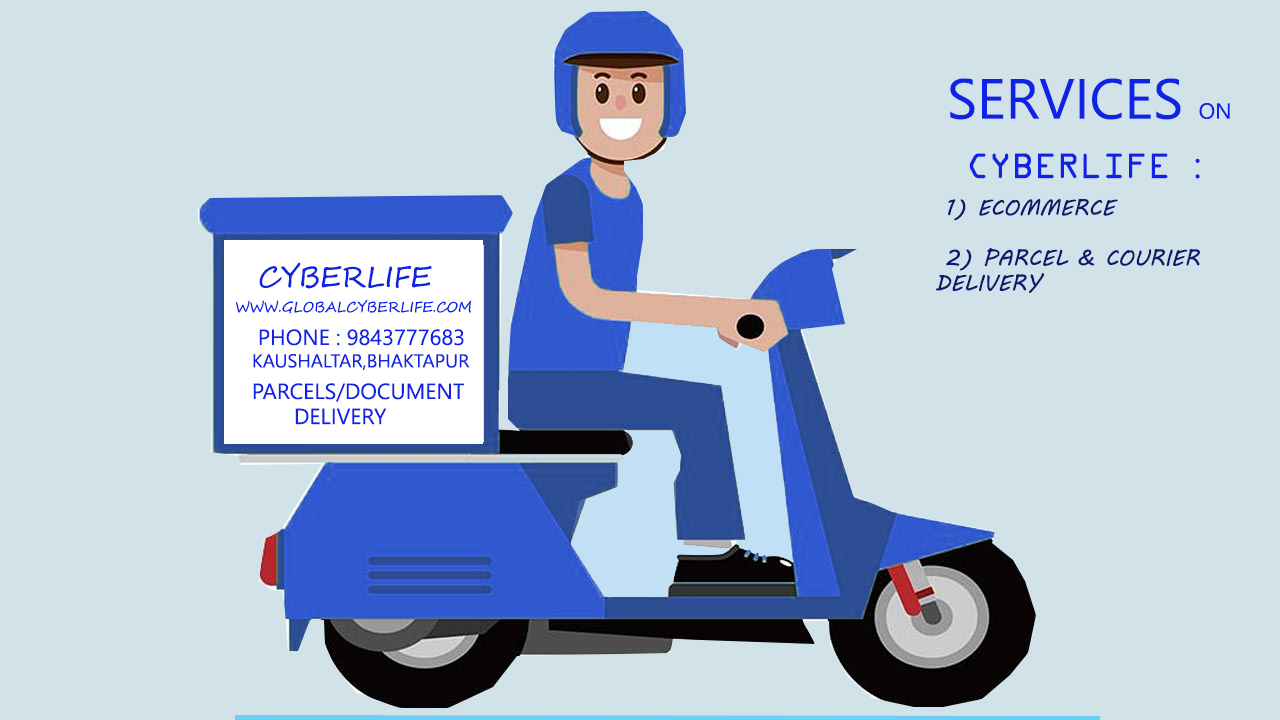 CYBERLIFE
WWW.GLOBALCYBERLIFE.COM
PHONE : 9843777683
KAUSHALTAR,BHAKTAPUR
PARCELS/DOCUMENT
DELIVERY
SERVICES ON
CYBERLIFE :
1) ECOMMERCE
2) PARCEL & COURIER
DELIVERY